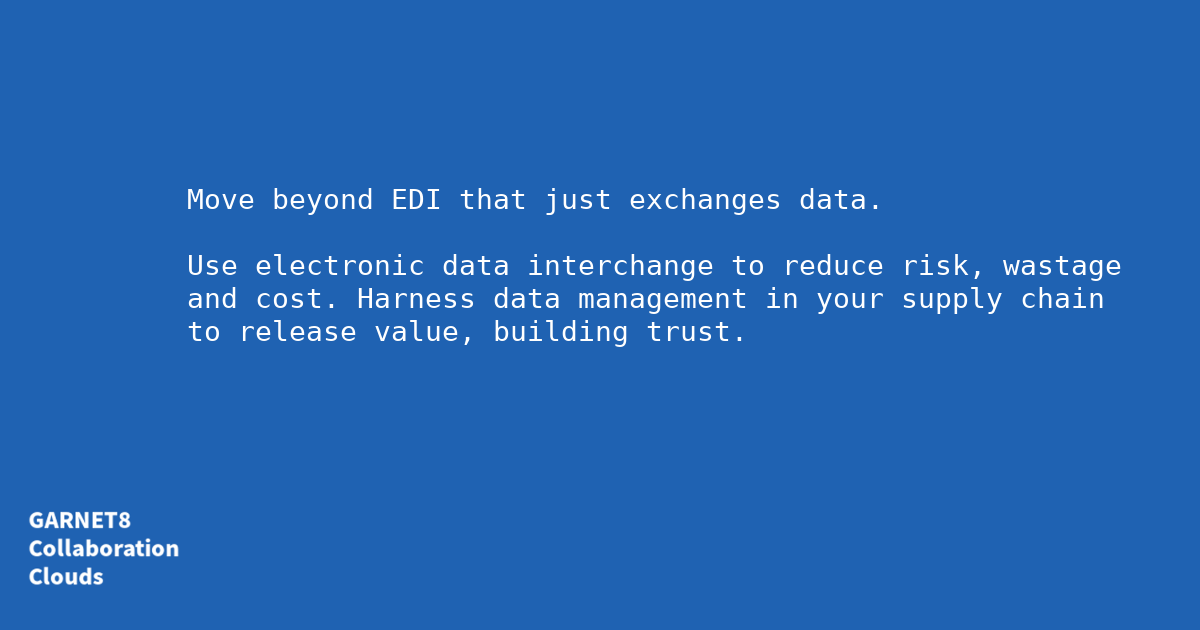 Move beyond EDI that just exchanges data.
Use electronic data interchange to reduce risk, wastage
and cost. Harness data management in your supply chain
to release value, building trust.
GARNET8
Collaboration
Clouds